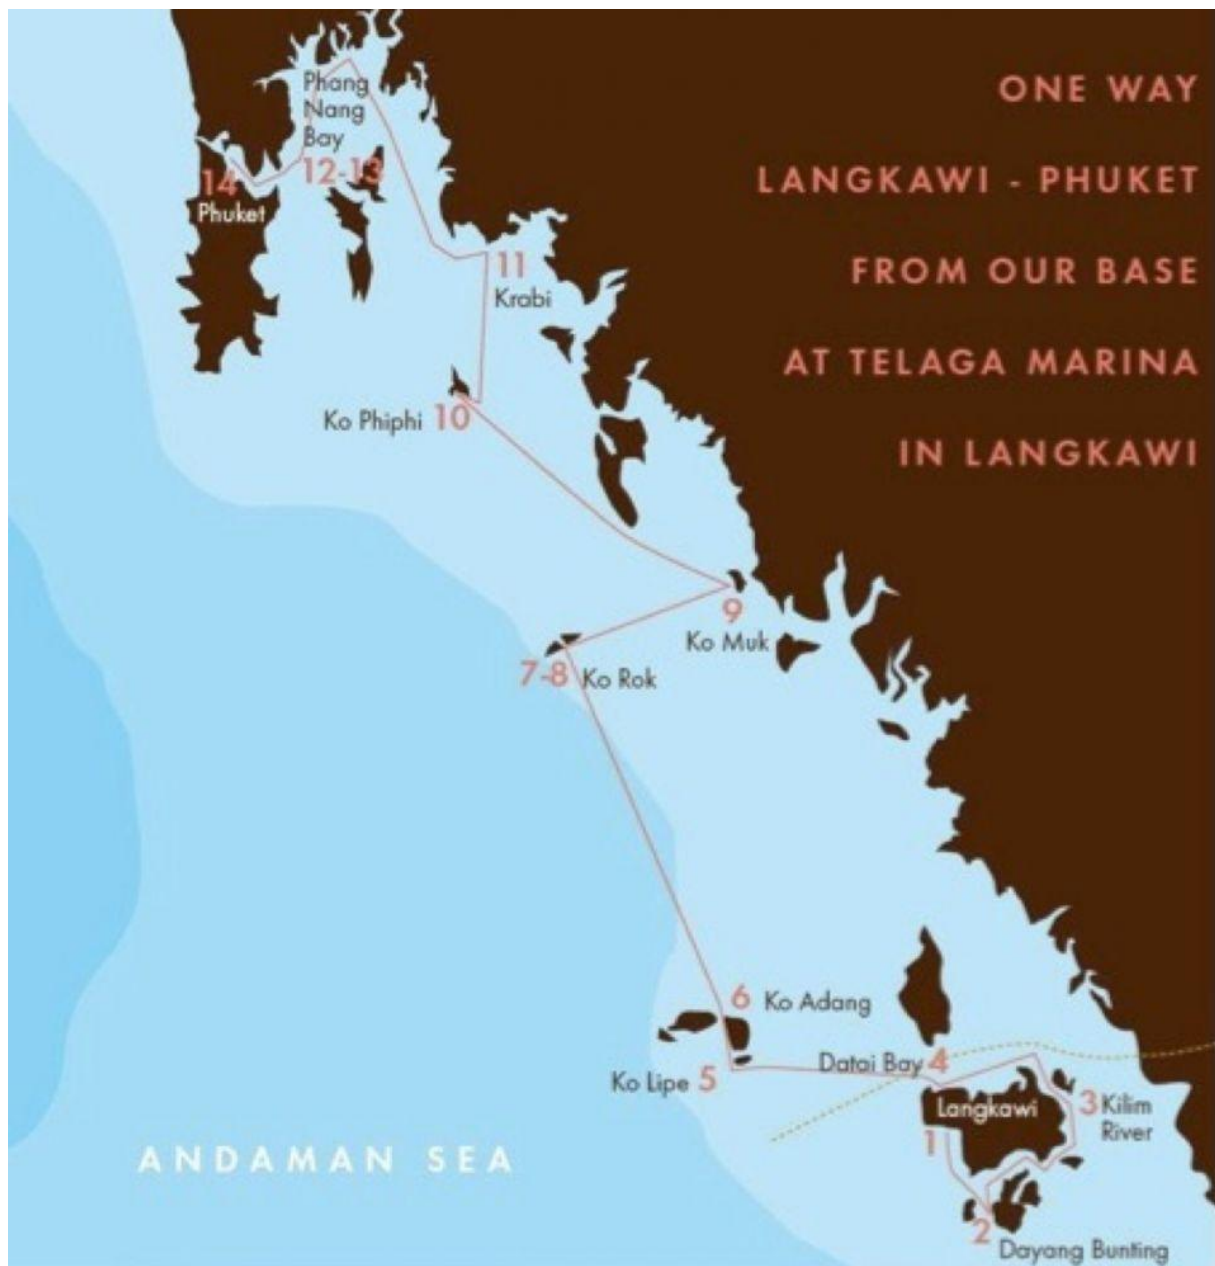 ONE WAY
LANGKAWI - PHUKET
FROM OUR BASE
AT TELAGA MARINA
IN LANGKAWI
Phang
Nang
Bay
12-13
14
Phuket
11
Krabi
Ko Phiphi 10
9
Ko Muk
7-8 Ko Rok
6 Ko Adang
Datai Bay 4
Ko Lipe 5
Langkawi
3 Kilim
River
1
ANDAMAN SEA
2
Dayang Bunting